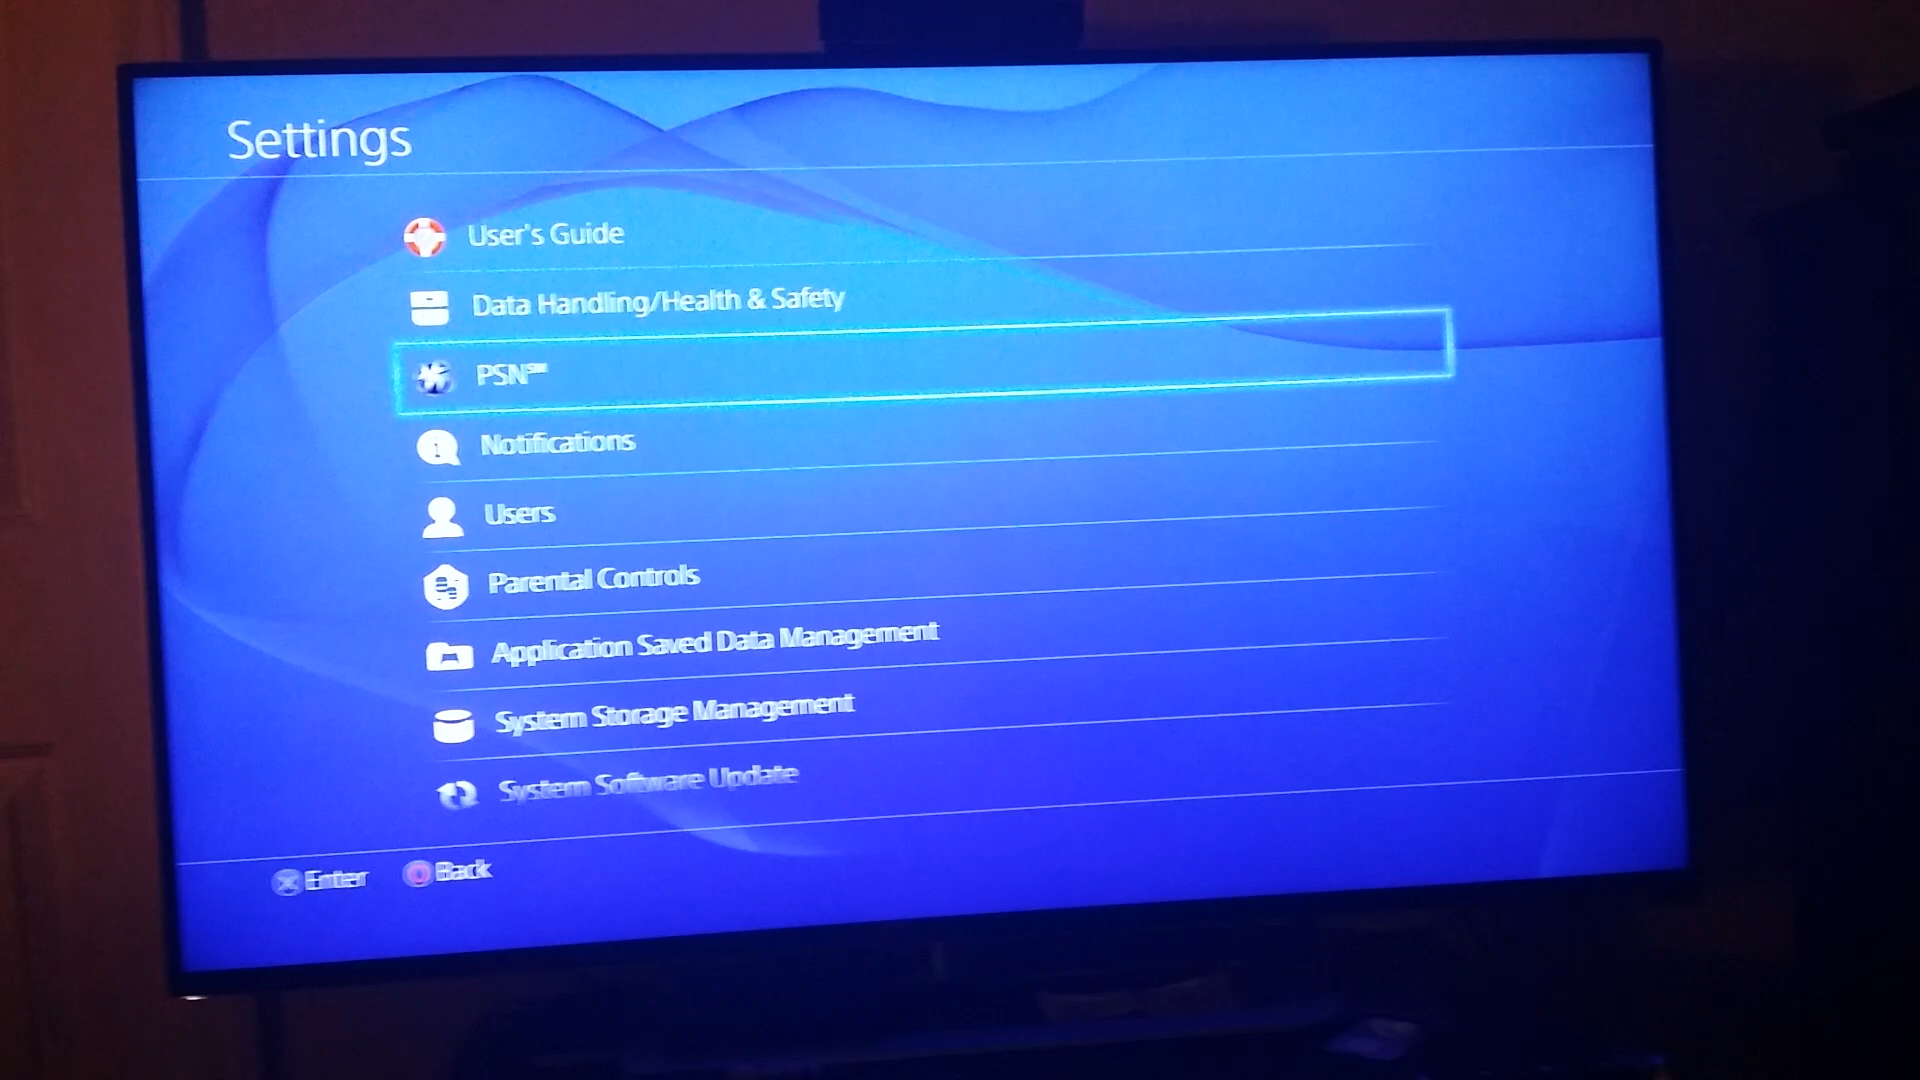 Settings
User's Guide
Data Handling/Health & Safety
PSN℠
Notifications
Users
Parental Controls
Application Saved Data Management
System Storage Management
System Software Update
Enter Back